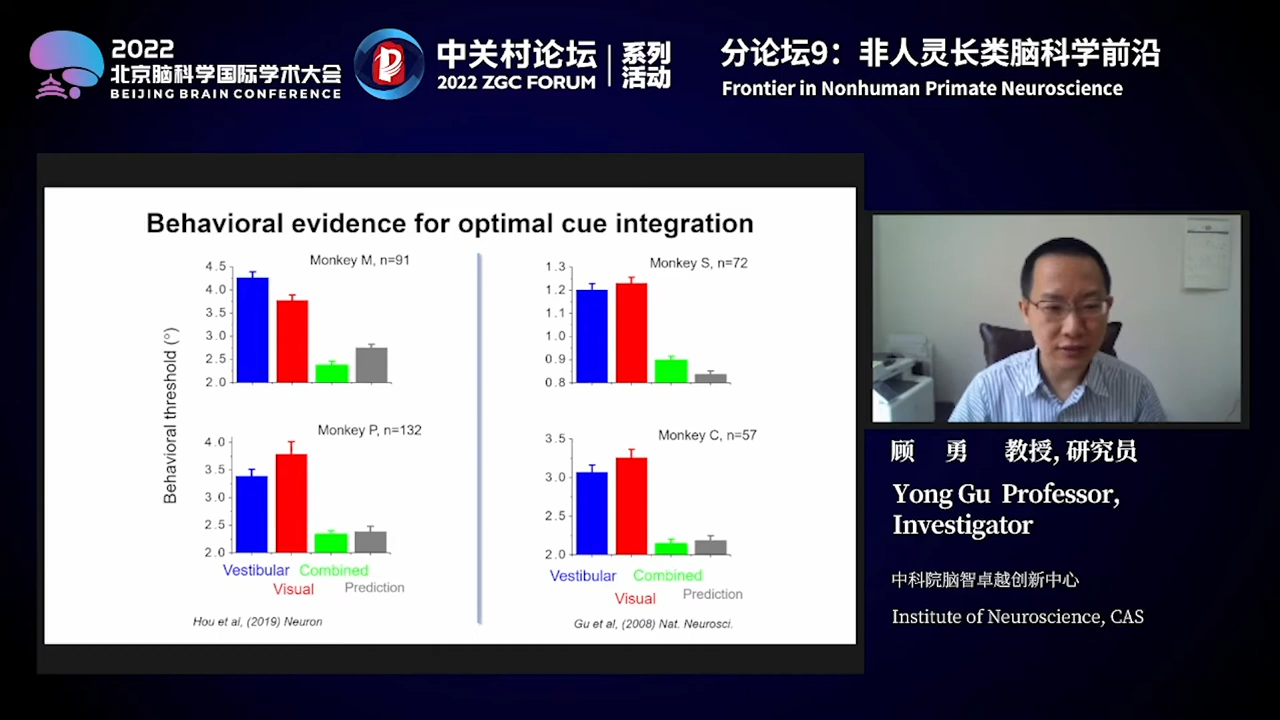 2022
北京脑科学国际学术大会
BEIJING BRAIN CONFERENCE
中关村论坛
2022 ZGC FORUM
系列
活动
分论坛9：非人灵长类脑科学前沿
Frontier in Nonhuman Primate Neuroscience
Behavioral evidence for optimal cue integration
Behavioral threshold (°)
Monkey M, n=91
4.5
4.0
3.5
3.0
2.5
2.0
Monkey P, n=132
4.0
3.5
3.0
2.5
2.0
Vestibular Combined
Visual Prediction
Hou et al, (2019) Neuron
Monkey S, n=72
1.3
1.2
1.1
1.0
0.9
0.8
Monkey C, n=57
3.5
3.0
2.5
2.0
Vestibular Combined
Visual Prediction
Gu et al, (2008) Nat. Neurosci.
顾 勇 教授, 研究员
Yong Gu Professor,
Investigator
中科院脑智卓越创新中心
Institute of Neuroscience, CAS